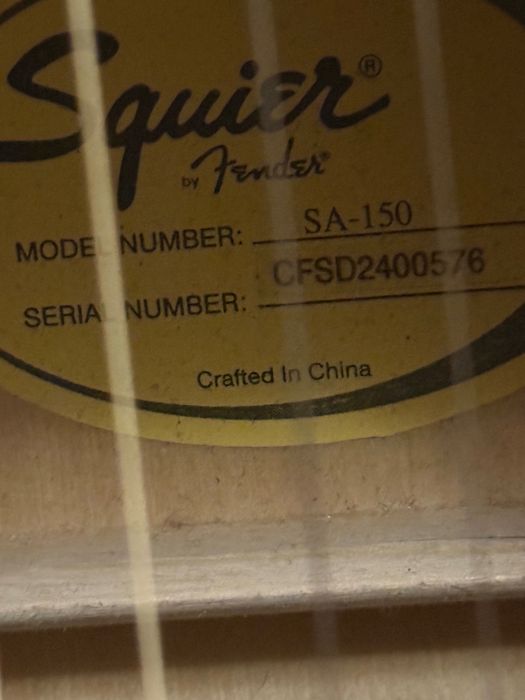 Squier®
by Fender®
MODEL NUMBER: SA-150
SERIAL NUMBER: CFSD2400576
Crafted In China